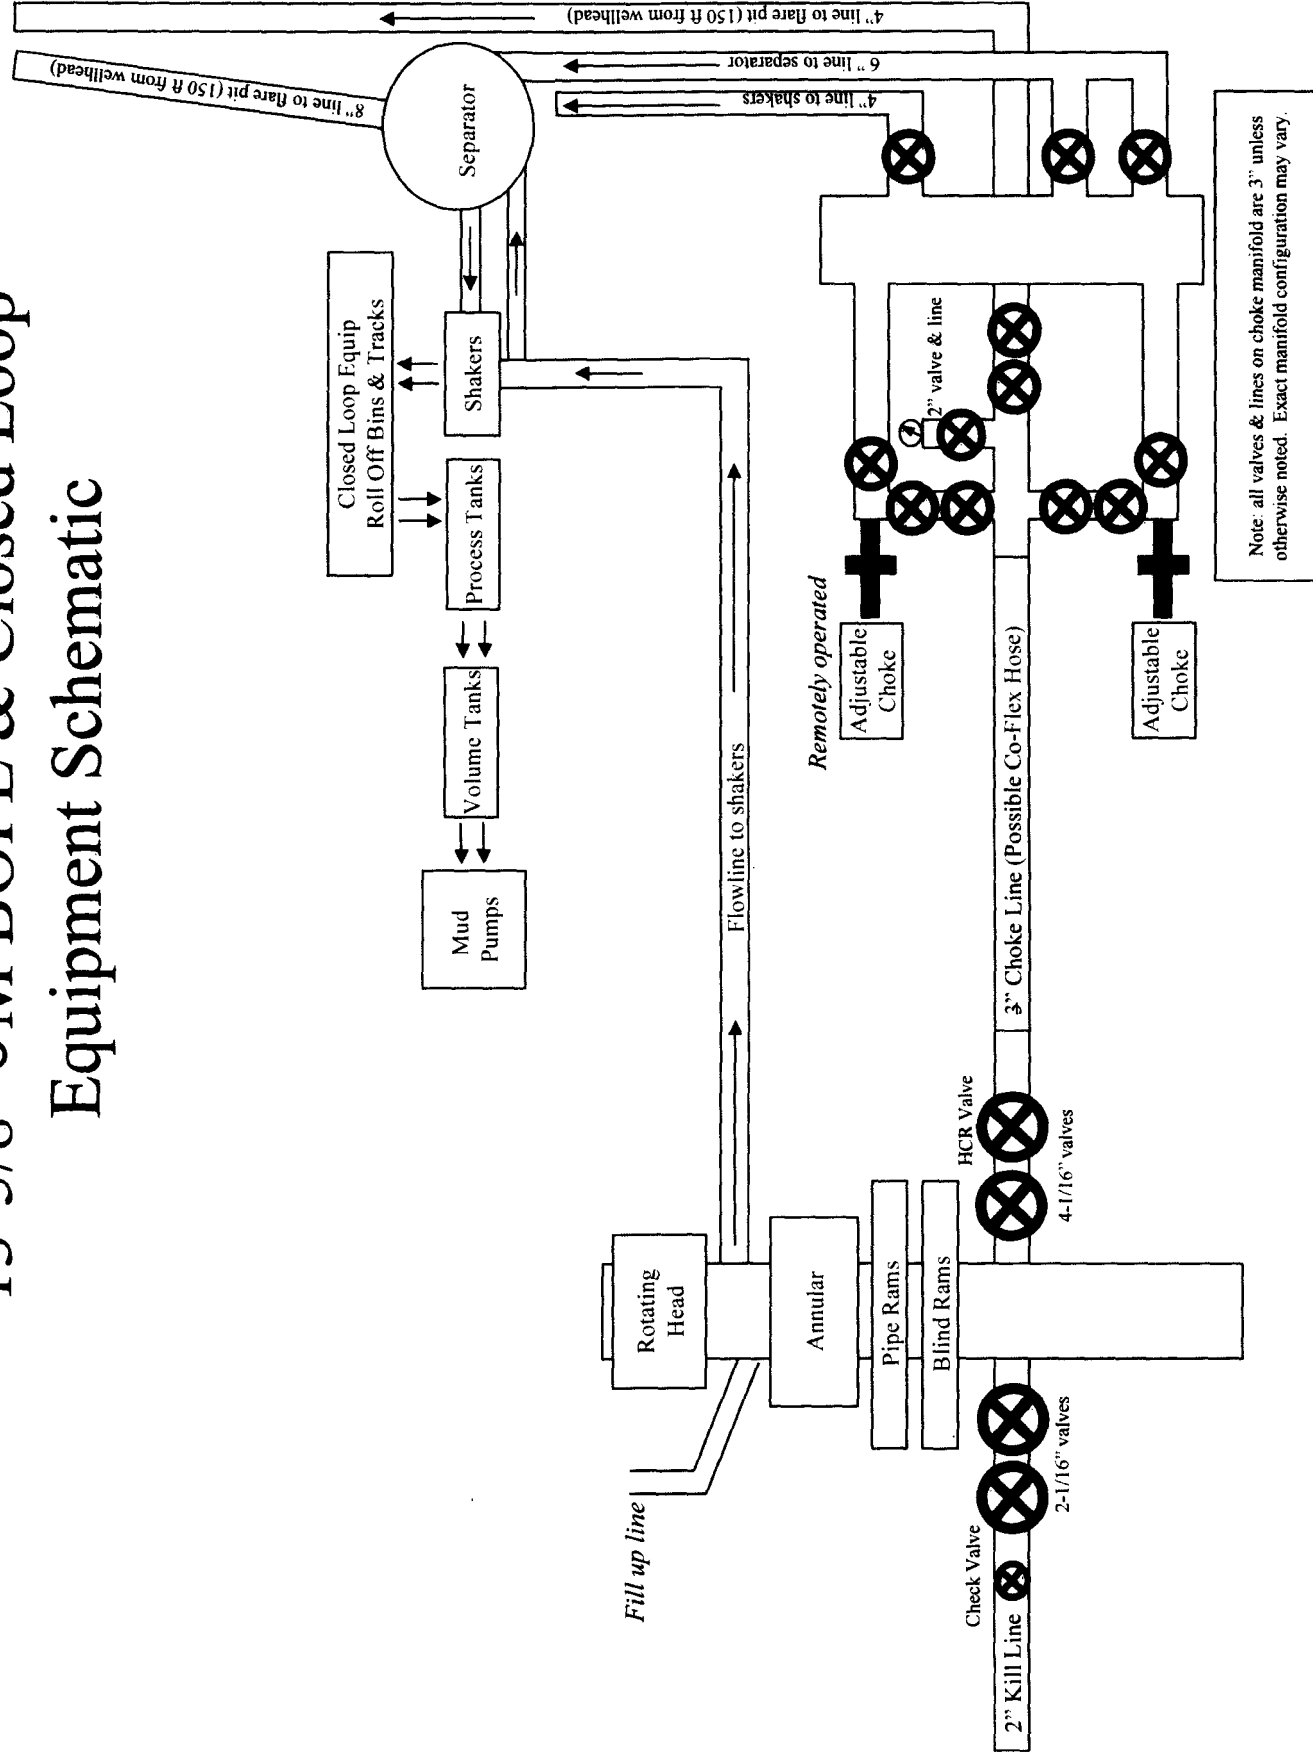 BOPE & Closed Loop
Equipment Schematic
Closed Loop Equip
Roll Off Bins & Tracks
Mud
Pumps
Volume Tanks
Process Tanks
Shakers
Separator
8" line to flare pit (150 ft from wellhead)
4" line to flare pit (150 ft from wellhead)
6" line to separator
4" line to shakers
Fill up line
Rotating
Head
Flowline to shakers
Annular
Pipe Rams
Blind Rams
Remotely operated
Adjustable
Choke
2" valve & line
Check Valve
HCR Valve
2" Kill Line
3" Choke Line (Possible Co-Flex Hose)
2-1/16" valves
4-1/16" valves
Adjustable
Choke
Note: all valves & lines on choke manifold are 3" unless
otherwise noted. Exact manifold configuration may vary.